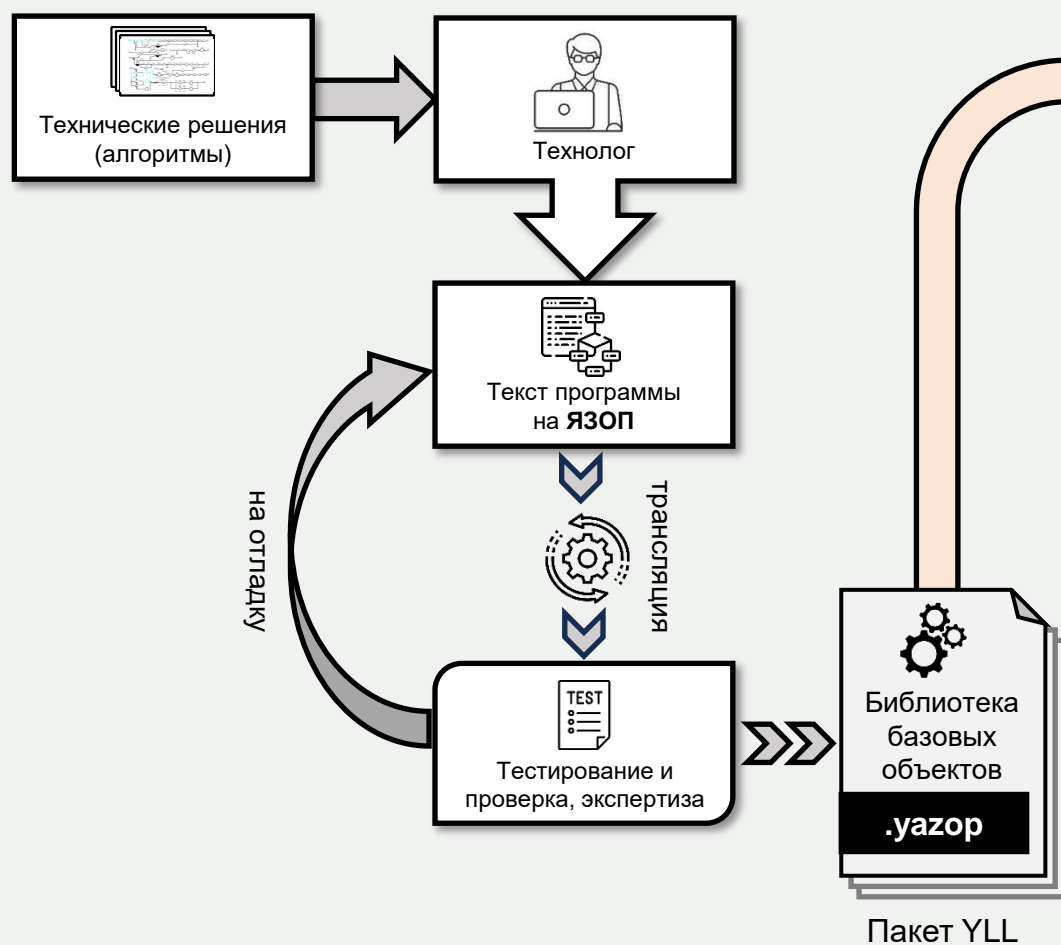 Технические решения
(алгоритмы)
Технолог
Текст программы
на ЯЗОП
трансляция
на отладку
TEST
Тестирование и
проверка, экспертиза
Библиотека
базовых
объектов
.yazop
Пакет YLL